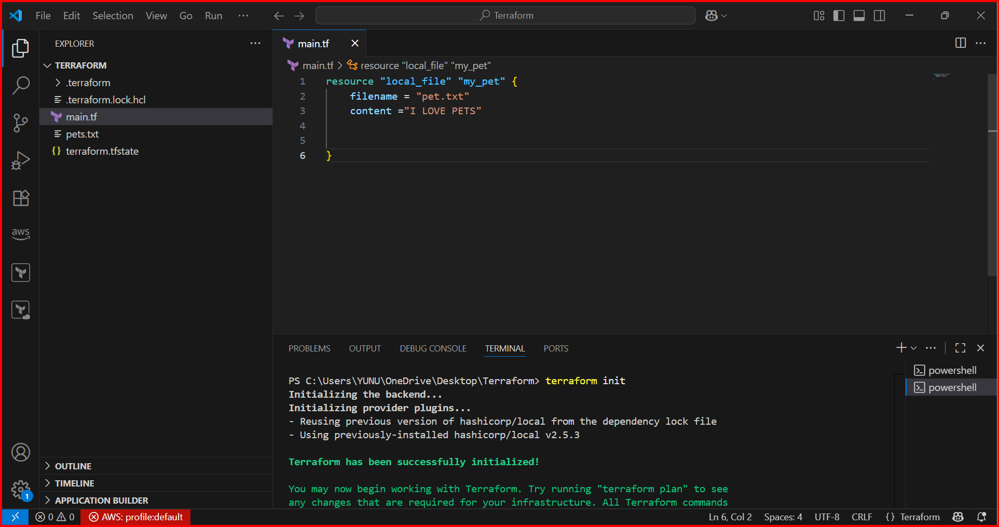 File Edit Selection View Go Run ··· Terraform
EXPLORER ···
TERRAFORM
.terraform
.terraform.lock.hcl
main.tf
pets.txt
terraform.tfstate
aws
1
OUTLINE
TIMELINE
APPLICATION BUILDER
main.tf
main.tf > resource "local_file" "my_pet"
1 resource "local_file" "my_pet" {
2 filename = "pet.txt"
3 content ="I LOVE PETS"
4
5
6 }
PROBLEMS OUTPUT DEBUG CONSOLE TERMINAL PORTS
PS C:\Users\YUNU\OneDrive\Desktop\Terraform> terraform init
Initializing the backend...
Initializing provider plugins...
- Reusing previous version of hashicorp/local from the dependency lock file
- Using previously-installed hashicorp/local v2.5.3
Terraform has been successfully initialized!
You may now begin working with Terraform. Try running "terraform plan" to see
any changes that are required for your infrastructure. All Terraform commands
powershell
powershell
0 0 AWS: profile:default Ln 6, Col 2 Spaces: 4 UTF-8 CRLF {} Terraform